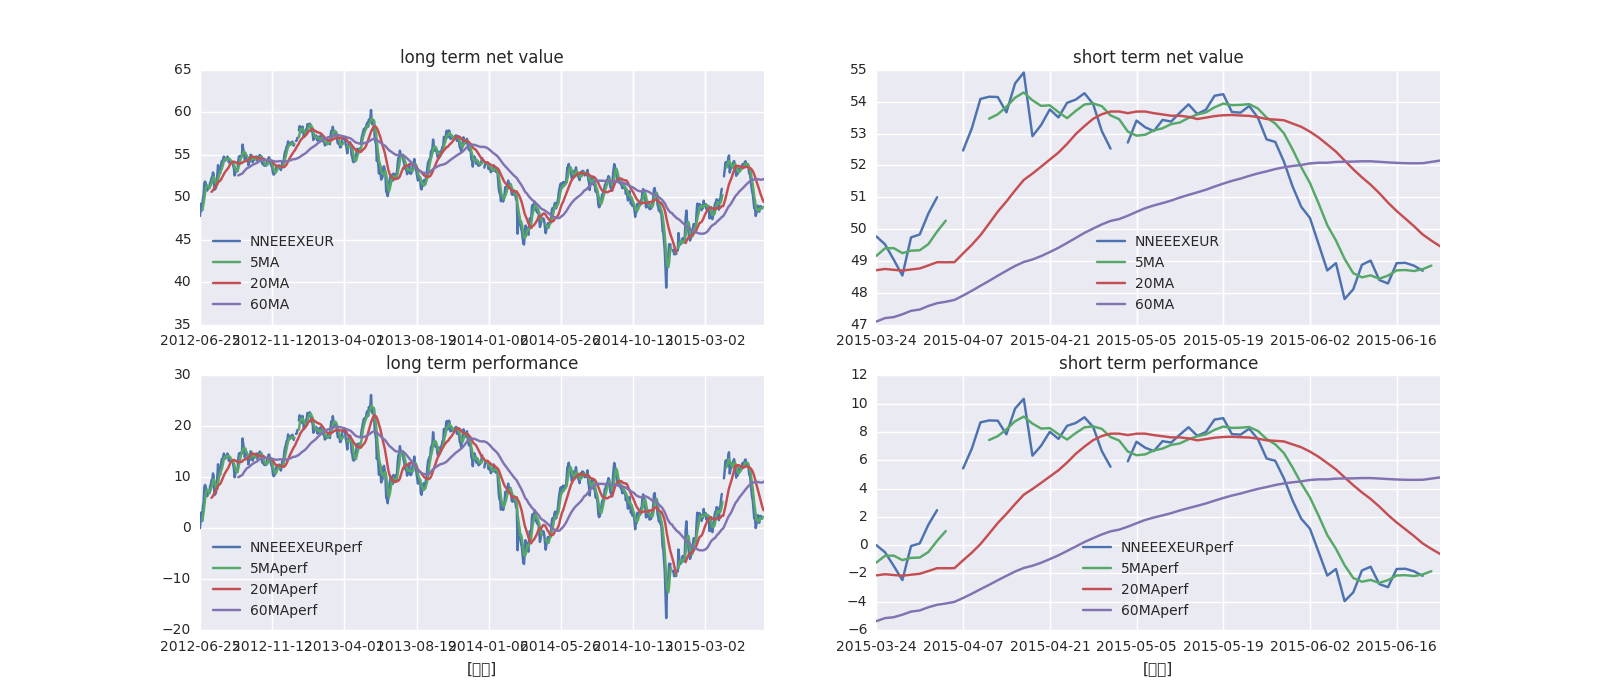 long term net value
65
60
55
50
45
40
35
NNEEEXEUR
5MA
20MA
60MA
2012-06-25 2012-11-12 2013-04-01 2013-08-19 2014-01-06 2014-05-26 2014-10-13 2015-03-02
short term net value
55
54
53
52
51
50
49
48
47
NNEEEXEUR
5MA
20MA
60MA
2015-03-24 2015-04-07 2015-04-21 2015-05-05 2015-05-19 2015-06-02 2015-06-16
long term performance
30
20
10
0
−10
−20
NNEEEXEURperf
5MAperf
20MAperf
60MAperf
2012-06-25 2012-11-12 2013-04-01 2013-08-19 2014-01-06 2014-05-26 2014-10-13 2015-03-02
short term performance
12
10
8
6
4
2
0
−2
−4
−6
NNEEEXEURperf
5MAperf
20MAperf
60MAperf
2015-03-24 2015-04-07 2015-04-21 2015-05-05 2015-05-19 2015-06-02 2015-06-16